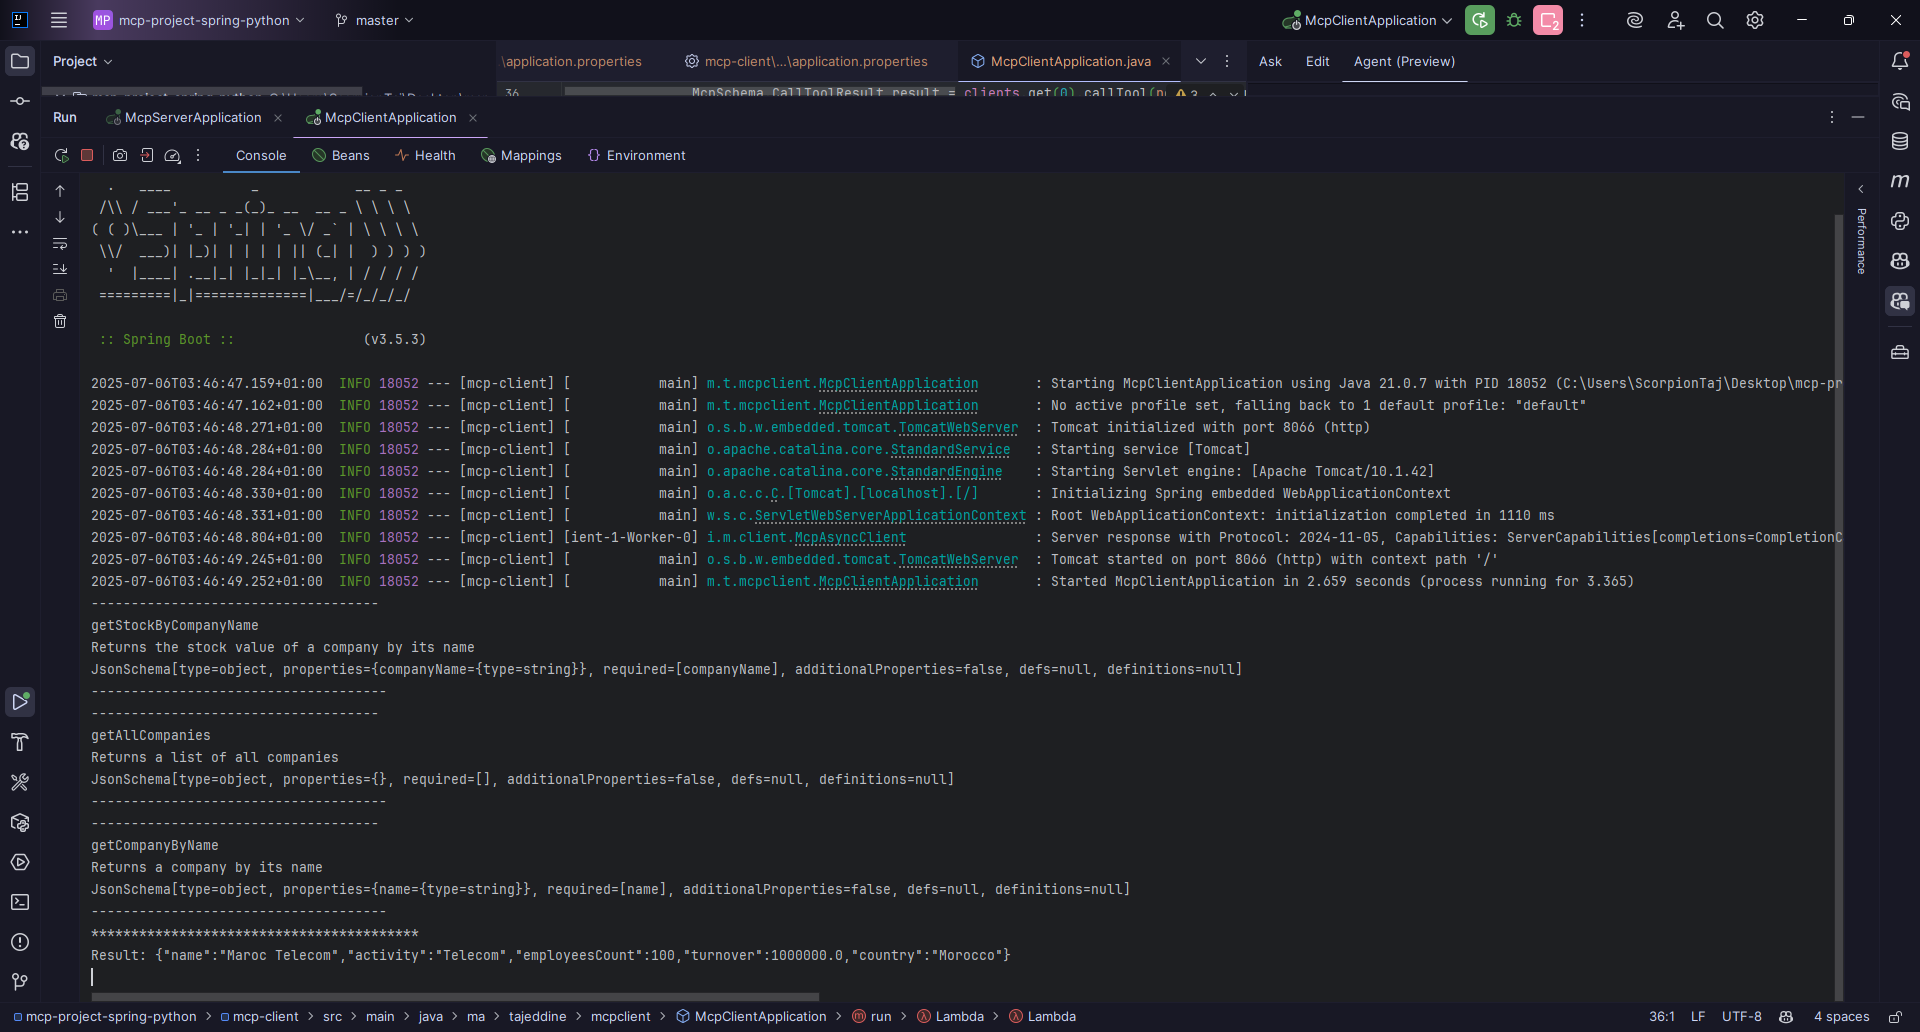 MP mcp-project-spring-python master McpClientApplication 2
Project \application.properties mcp-client\...\application.properties McpClientApplication.java Ask Edit Agent (Preview)
36 McpSchema.CallToolResult result = clients.get(0).callTool(n 3
Run McpServerApplication McpClientApplication
Console Beans Health Mappings Environment
Performance
  .   ____          _            __ _ _
 /\\ / ___'_ __ _ _(_)_ __  __ _ \ \ \ \
( ( )\___ | '_ | '_| | '_ \/ _` | \ \ \ \
 \\/  ___)| |_)| | | | | || (_| |  ) ) ) )
  '  |____| .__|_| |_|_| |_\__, | / / / /
 =========|_|==============|___/=/_/_/_/
 :: Spring Boot ::                (v3.5.3)
2025-07-06T03:46:47.159+01:00  INFO 18052 --- [mcp-client] [           main] m.t.mcpclient.McpClientApplication       : Starting McpClientApplication using Java 21.0.7 with PID 18052 (C:\Users\ScorpionTaj\Desktop\mcp-pr
2025-07-06T03:46:47.162+01:00  INFO 18052 --- [mcp-client] [           main] m.t.mcpclient.McpClientApplication       : No active profile set, falling back to 1 default profile: "default"
2025-07-06T03:46:48.271+01:00  INFO 18052 --- [mcp-client] [           main] o.s.b.w.embedded.tomcat.TomcatWebServer  : Tomcat initialized with port 8066 (http)
2025-07-06T03:46:48.284+01:00  INFO 18052 --- [mcp-client] [           main] o.apache.catalina.core.StandardService   : Starting service [Tomcat]
2025-07-06T03:46:48.284+01:00  INFO 18052 --- [mcp-client] [           main] o.apache.catalina.core.StandardEngine    : Starting Servlet engine: [Apache Tomcat/10.1.42]
2025-07-06T03:46:48.330+01:00  INFO 18052 --- [mcp-client] [           main] o.a.c.c.C.[Tomcat].[localhost].[/]       : Initializing Spring embedded WebApplicationContext
2025-07-06T03:46:48.331+01:00  INFO 18052 --- [mcp-client] [           main] w.s.c.ServletWebServerApplicationContext : Root WebApplicationContext: initialization completed in 1110 ms
2025-07-06T03:46:48.804+01:00  INFO 18052 --- [mcp-client] [ient-1-Worker-0] i.m.client.McpAsyncClient                : Server response with Protocol: 2024-11-05, Capabilities: ServerCapabilities[completions=CompletionC
2025-07-06T03:46:49.245+01:00  INFO 18052 --- [mcp-client] [           main] o.s.b.w.embedded.tomcat.TomcatWebServer  : Tomcat started on port 8066 (http) with context path '/'
2025-07-06T03:46:49.252+01:00  INFO 18052 --- [mcp-client] [           main] m.t.mcpclient.McpClientApplication       : Started McpClientApplication in 2.659 seconds (process running for 3.365)
------------------------------------
getStockByCompanyName
Returns the stock value of a company by its name
JsonSchema[type=object, properties={companyName={type=string}}, required=[companyName], additionalProperties=false, defs=null, definitions=null]
-------------------------------------
------------------------------------
getAllCompanies
Returns a list of all companies
JsonSchema[type=object, properties={}, required=[], additionalProperties=false, defs=null, definitions=null]
-------------------------------------
------------------------------------
getCompanyByName
Returns a company by its name
JsonSchema[type=object, properties={name={type=string}}, required=[name], additionalProperties=false, defs=null, definitions=null]
-------------------------------------
*****************************************
Result: {"name":"Maroc Telecom","activity":"Telecom","employeesCount":100,"turnover":1000000.0,"country":"Morocco"}
mcp-project-spring-python > mcp-client > src > main > java > ma > tajeddine > mcpclient > McpClientApplication > run > Lambda > Lambda 36:1 LF UTF-8 4 spaces